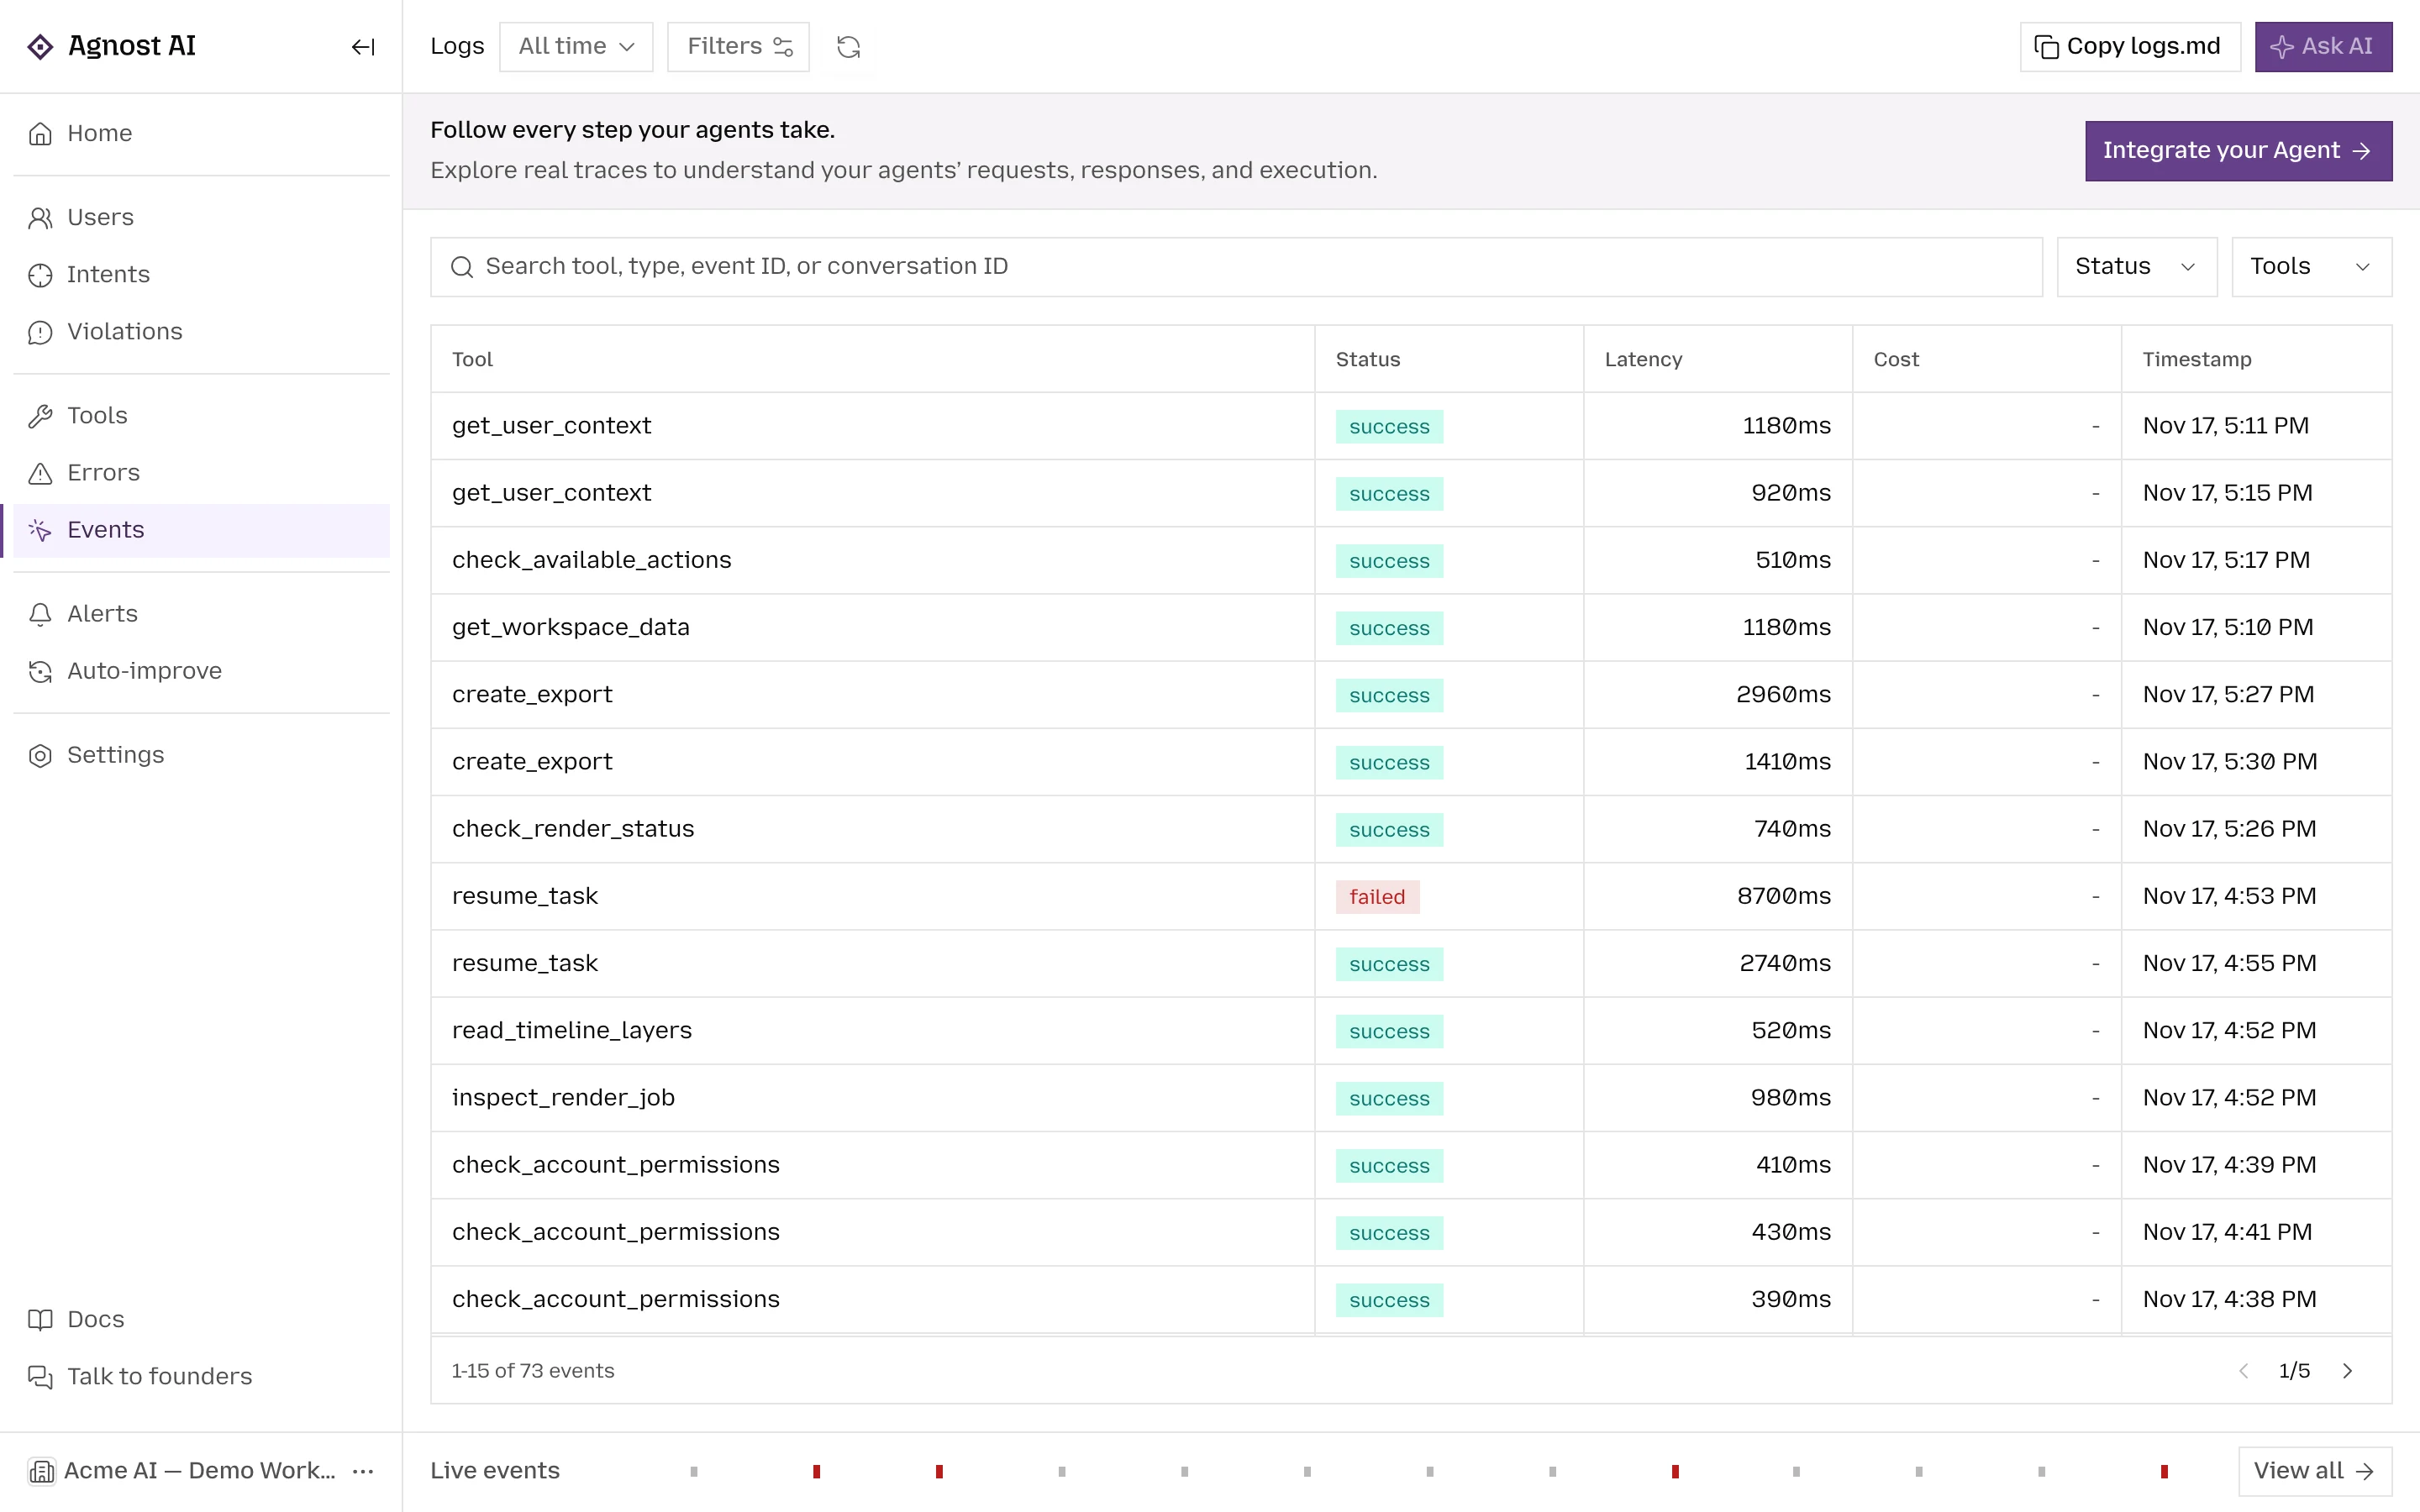 Agnost AI
Home
Users
Intents
Violations
Tools
Errors
Events
Alerts
Auto-improve
Settings
Docs
Talk to founders
Acme AI — Demo Work...
Logs
All time
Filters
Copy logs.md
Ask AI
Follow every step your agents take.
Explore real traces to understand your agents’ requests, responses, and execution.
Integrate your Agent
Search tool, type, event ID, or conversation ID
Status
Tools
Tool Status Latency Cost Timestamp
get_user_context success 1180ms - Nov 17, 5:11 PM
get_user_context success 920ms - Nov 17, 5:15 PM
check_available_actions success 510ms - Nov 17, 5:17 PM
get_workspace_data success 1180ms - Nov 17, 5:10 PM
create_export success 2960ms - Nov 17, 5:27 PM
create_export success 1410ms - Nov 17, 5:30 PM
check_render_status success 740ms - Nov 17, 5:26 PM
resume_task failed 8700ms - Nov 17, 4:53 PM
resume_task success 2740ms - Nov 17, 4:55 PM
read_timeline_layers success 520ms - Nov 17, 4:52 PM
inspect_render_job success 980ms - Nov 17, 4:52 PM
check_account_permissions success 410ms - Nov 17, 4:39 PM
check_account_permissions success 430ms - Nov 17, 4:41 PM
check_account_permissions success 390ms - Nov 17, 4:38 PM
1-15 of 73 events
1/5
Live events
View all